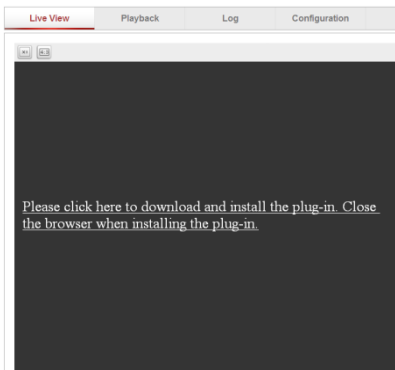 Live View Playback Log Configuration
Please click here to download and install the plug-in. Close
the browser when installing the plug-in.